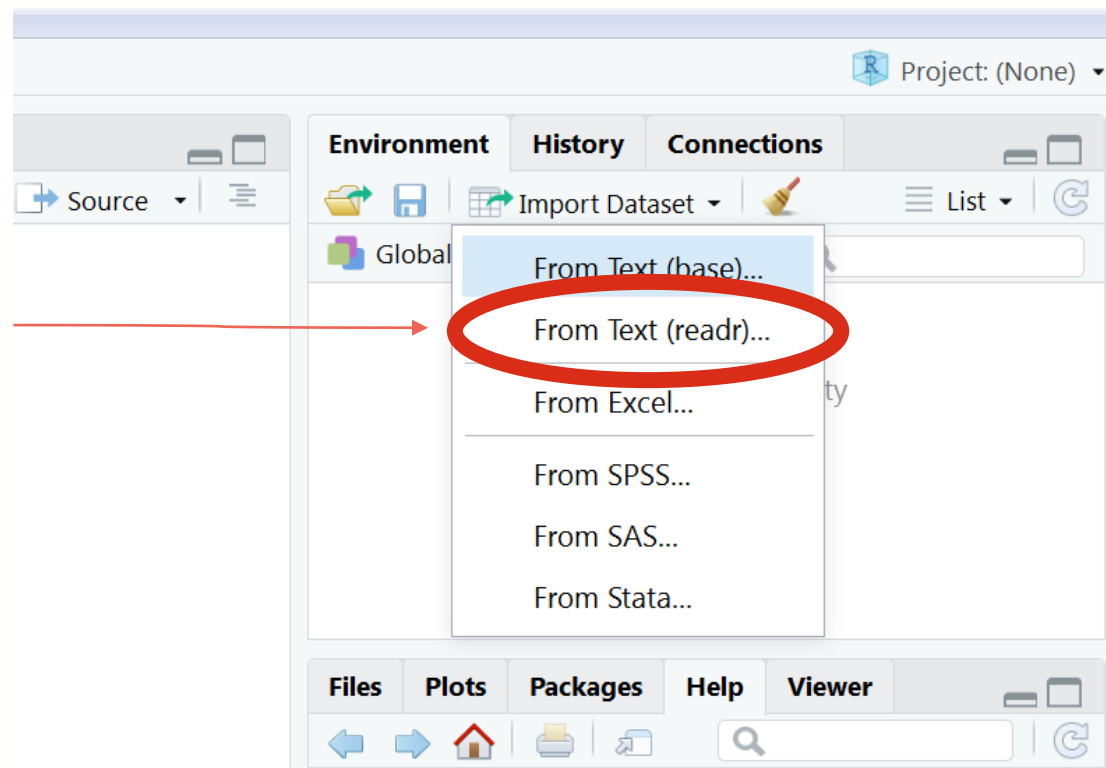 Project: (None)
Environment History Connections
Source Import Dataset List
Global
From Text (base)...
From Text (readr)...
ty
From Excel...
From SPSS...
From SAS...
From Stata...
Files Plots Packages Help Viewer